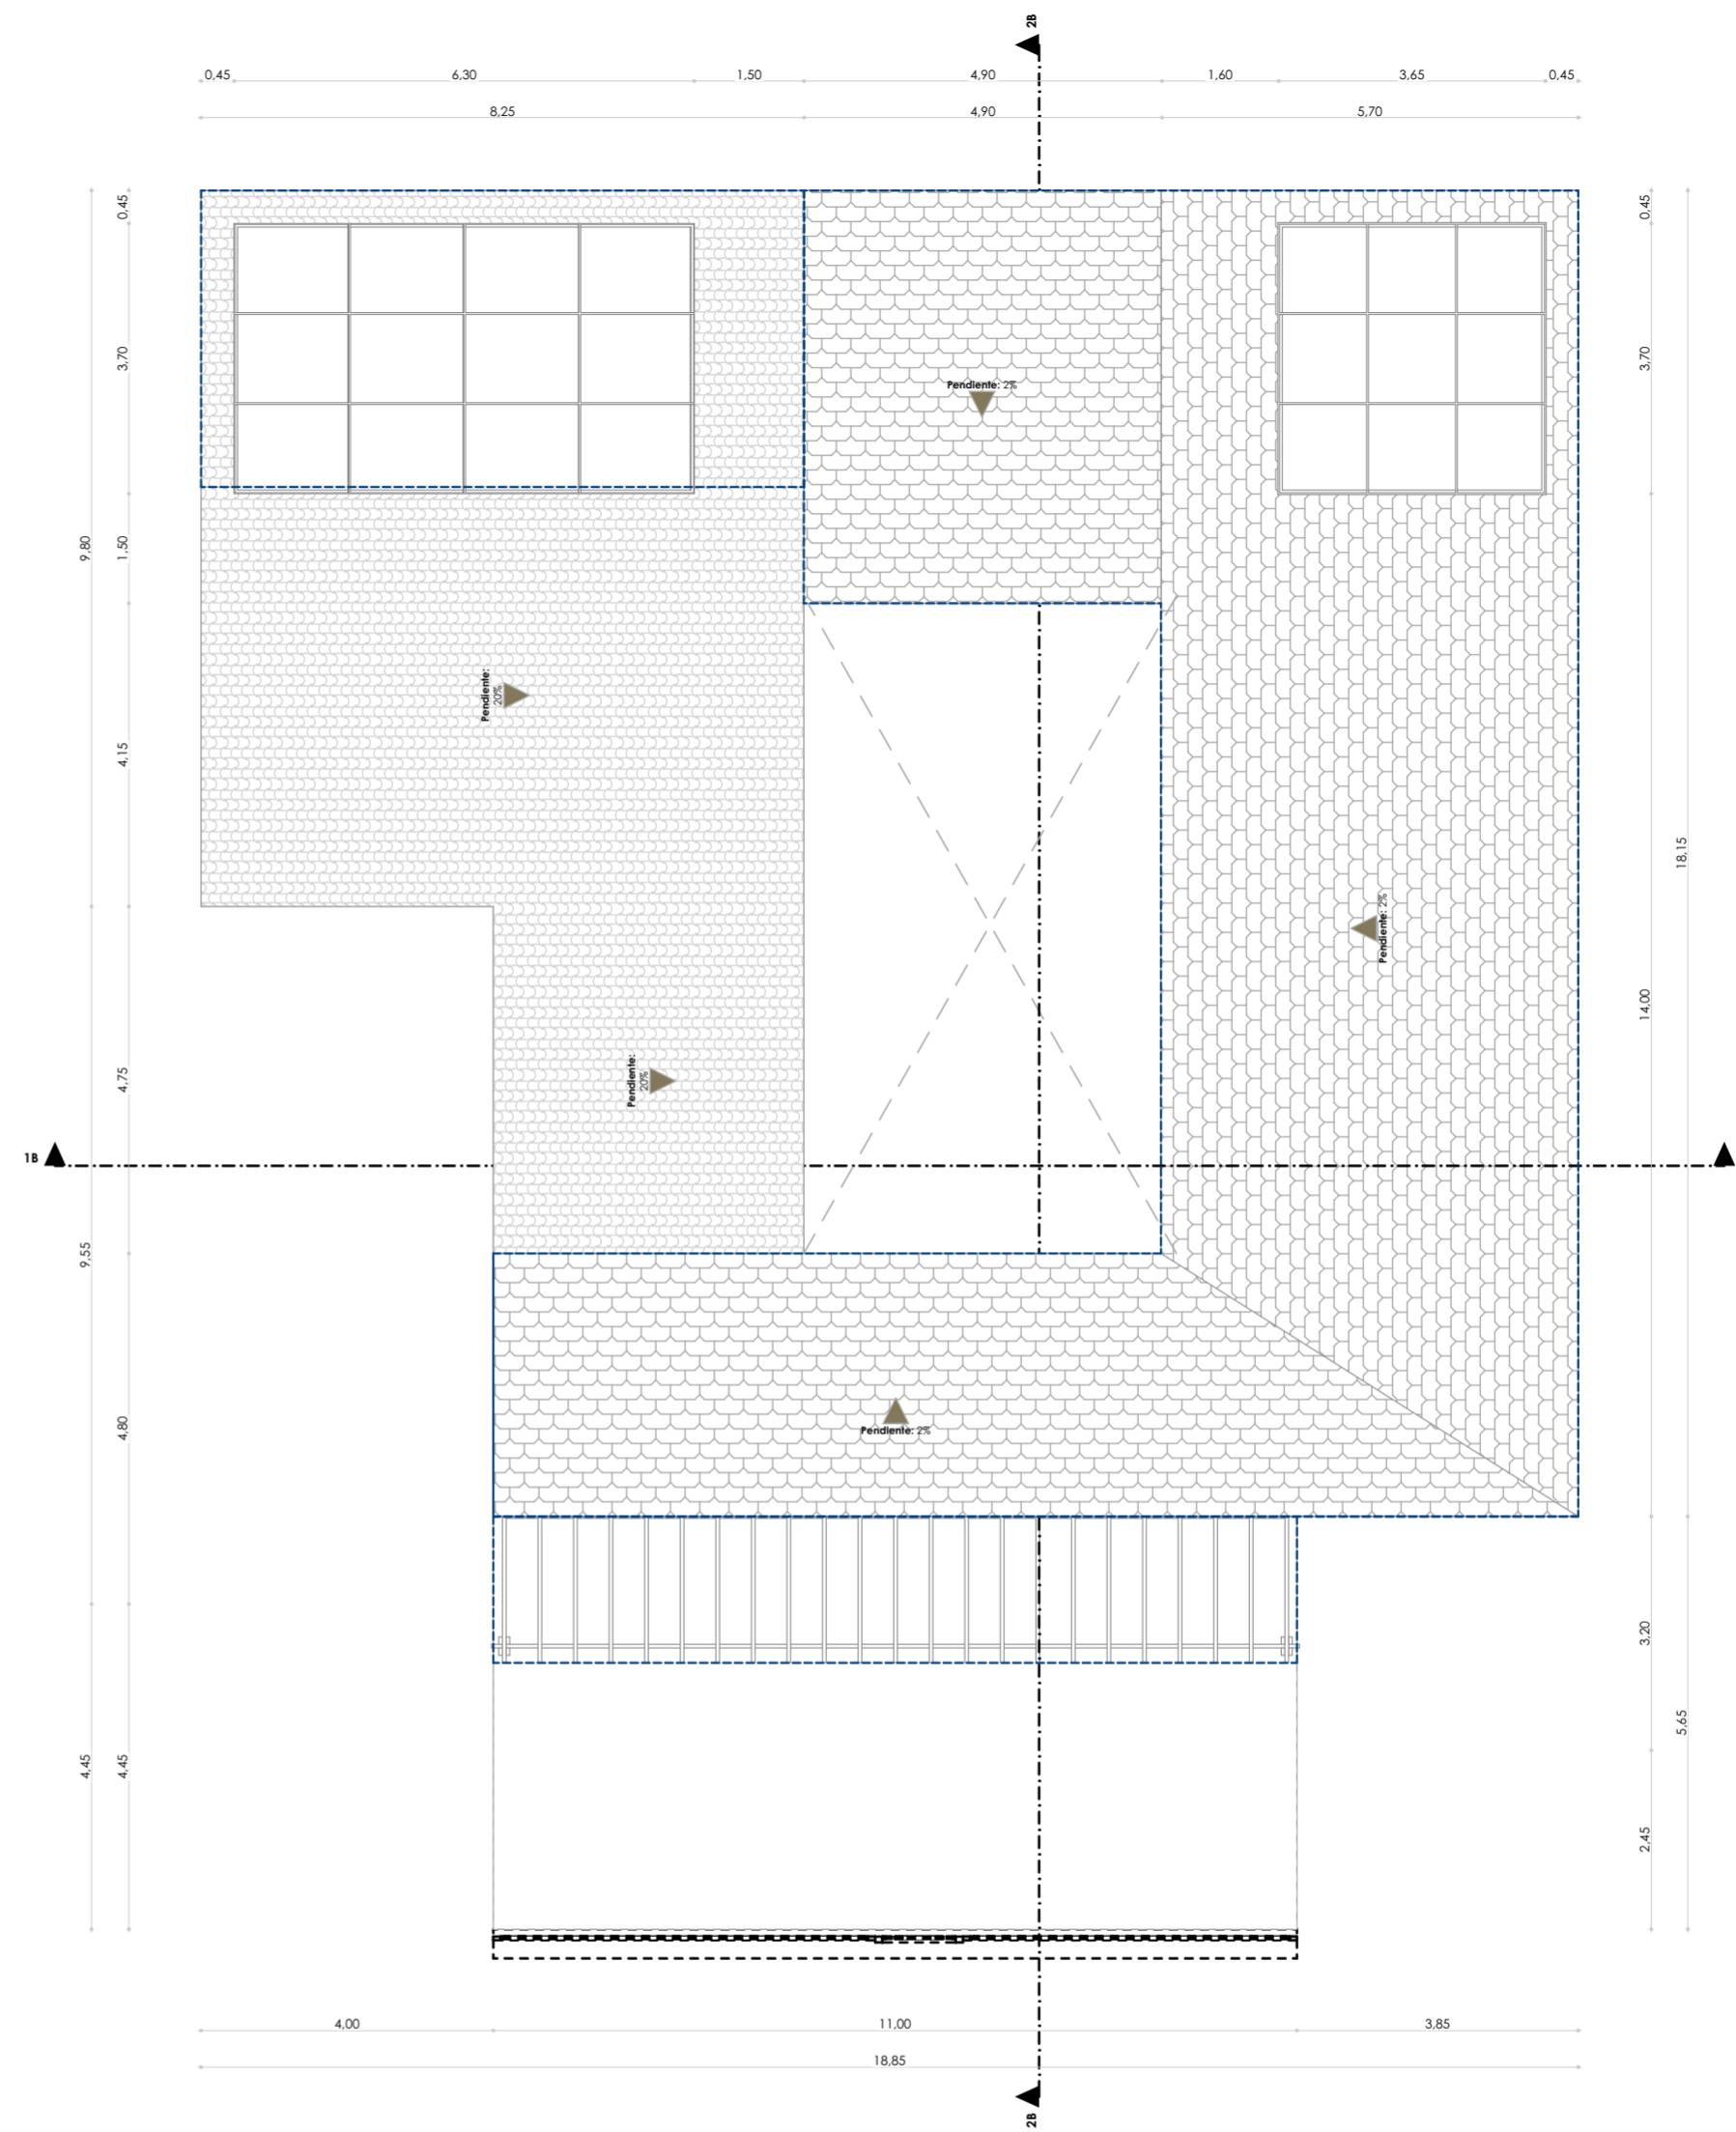 2B
0,45 6,30 1,50 4,90 1,60 3,65 0,45
8,25 4,90 5,70
0,45
0,45
3,70
3,70
Pendiente: 2%
9,80
1,50
Pendiente:
20%
4,15
18,15
Pendiente: 2%
14,00
Pendiente:
20%
4,75
1B
9,55
4,80
Pendiente: 2%
3,20
5,65
4,45
4,45
2,45
4,00 11,00 3,85
18,85
2B